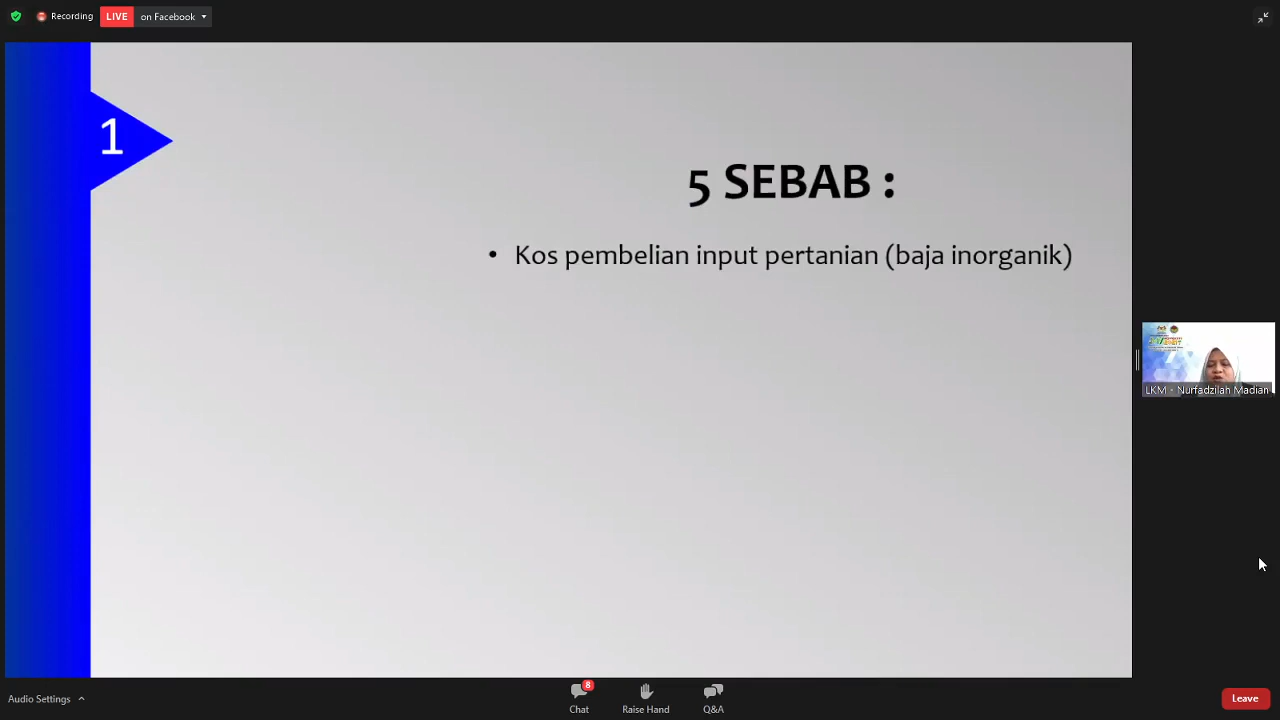 Recording
LIVE
on Facebook
1
5 SEBAB :
• Kos pembelian input pertanian (baja inorganik)
LKM - Nurfadzilah Madian
Audio Settings
8
Chat
Raise Hand
Q&A
Leave